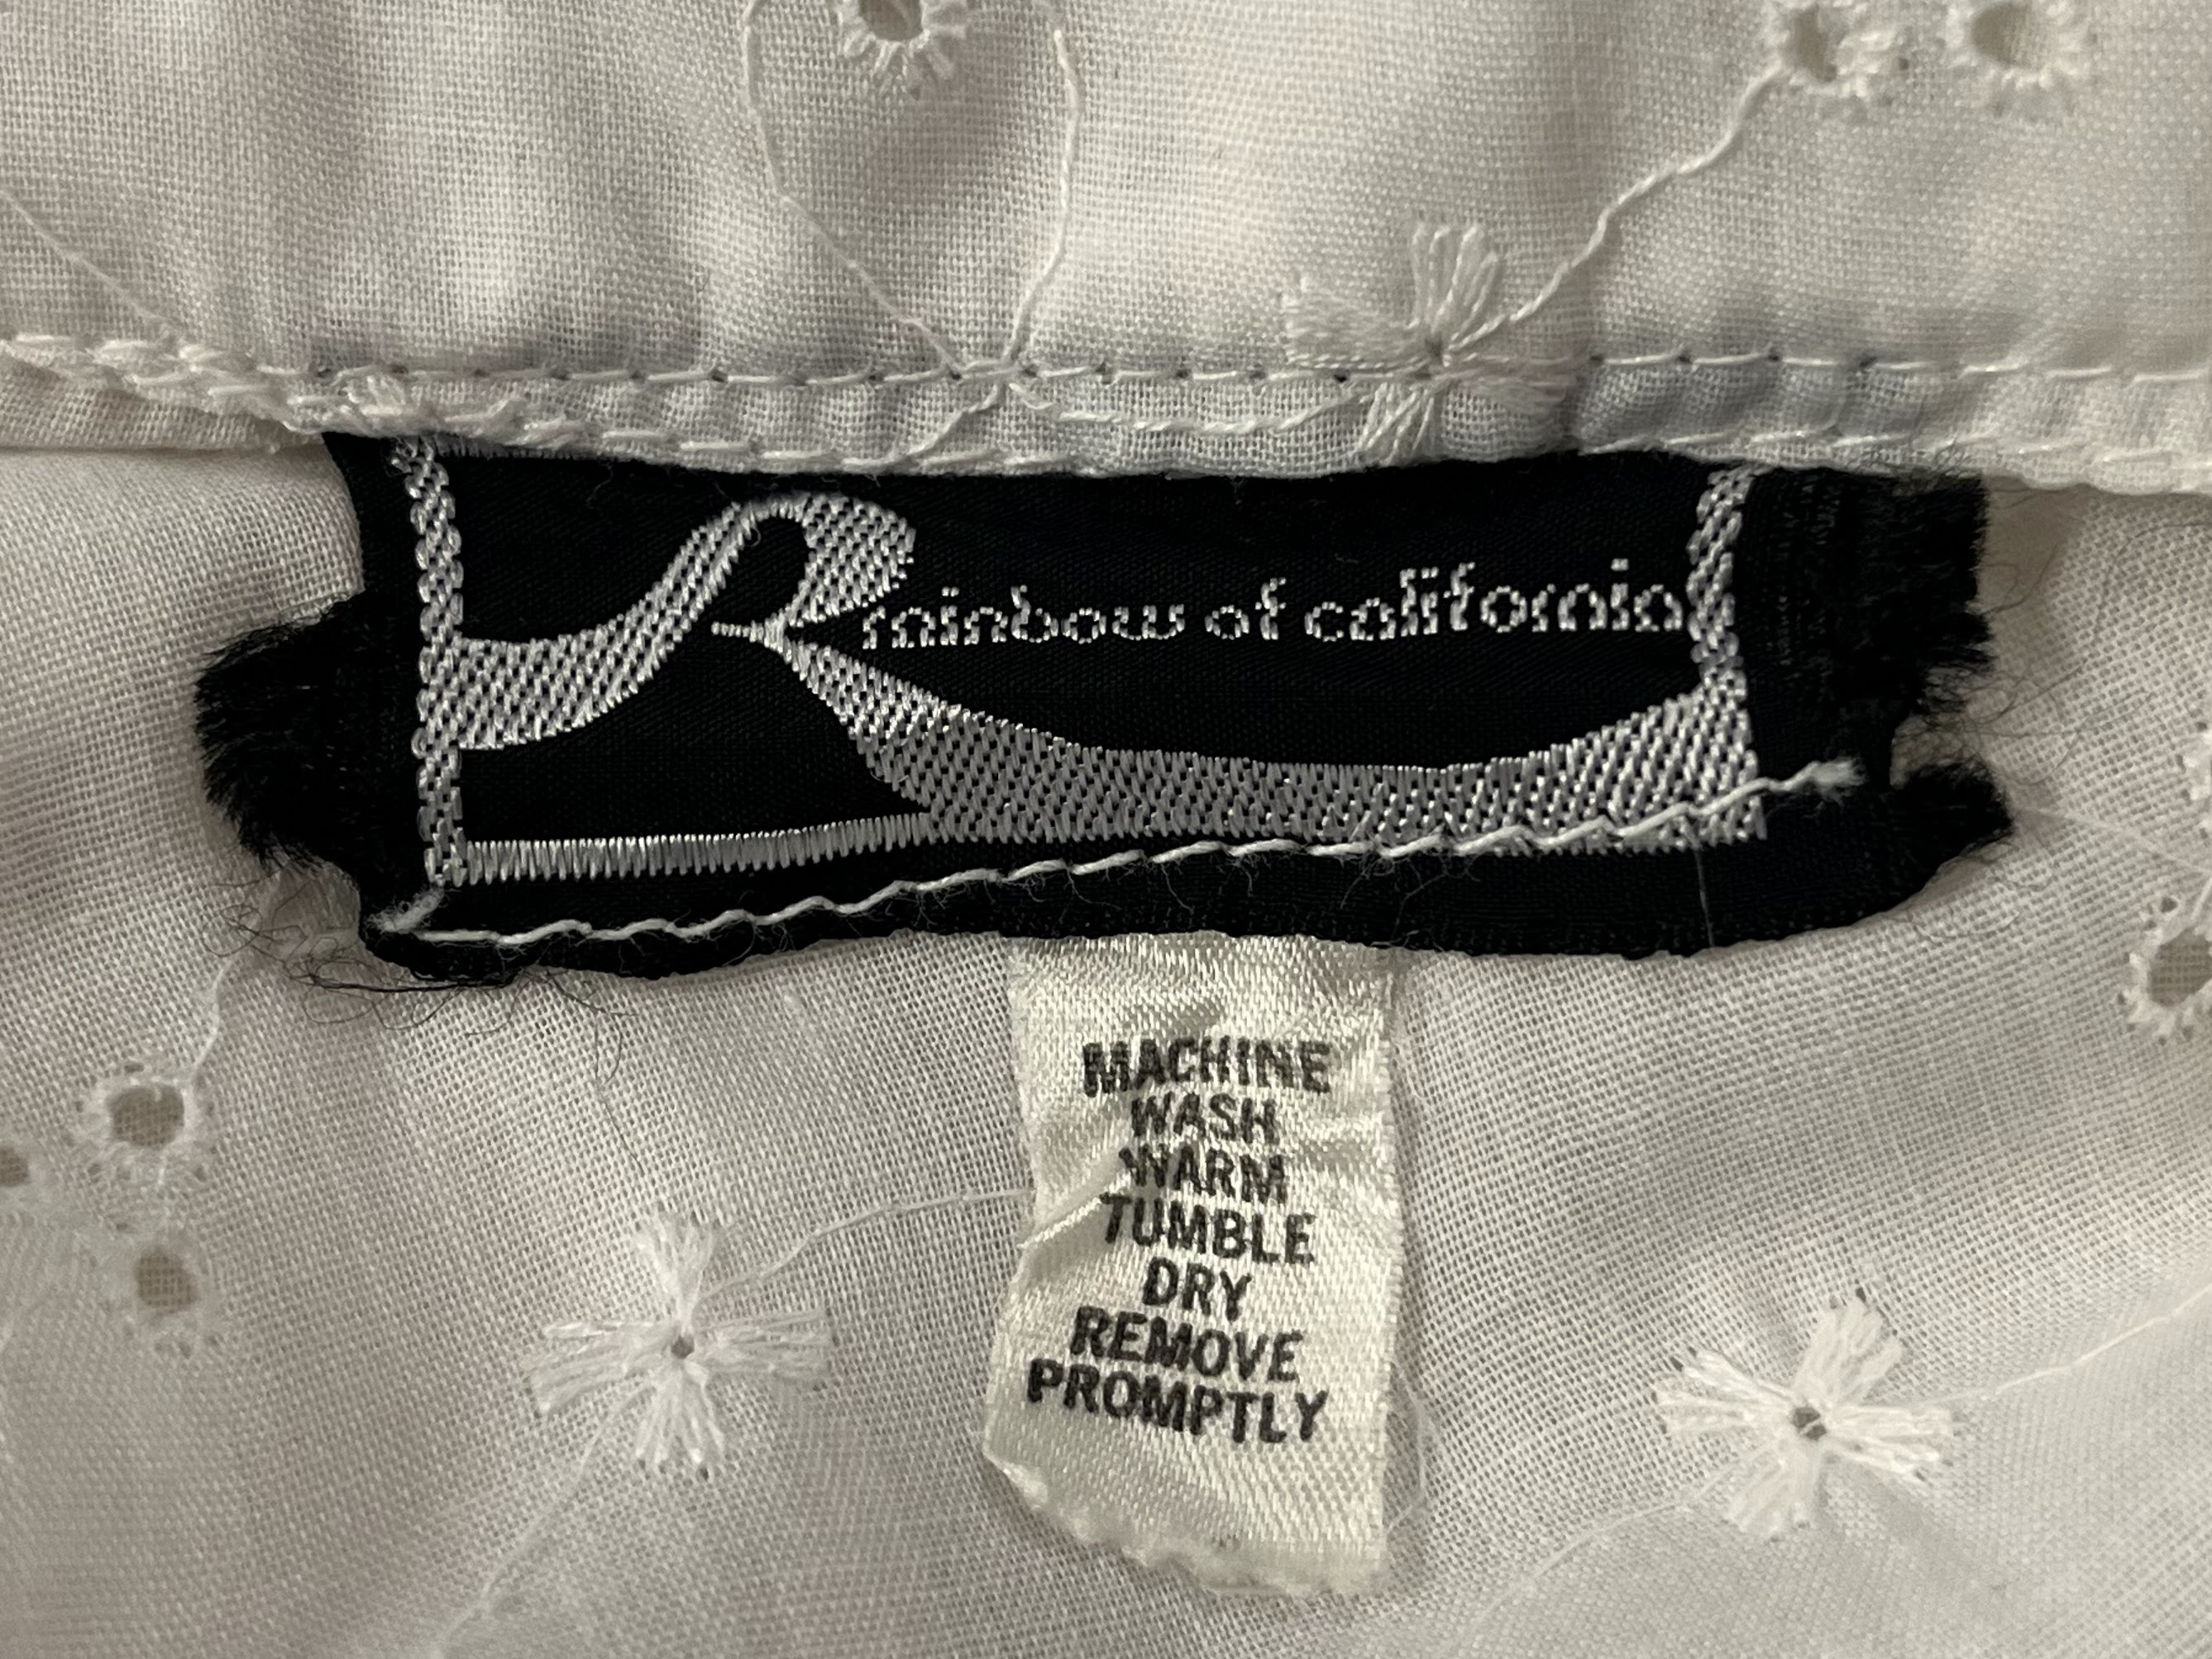 R rainbow of california
MACHINE
WASH
WARM
TUMBLE
DRY
REMOVE
PROMPTLY